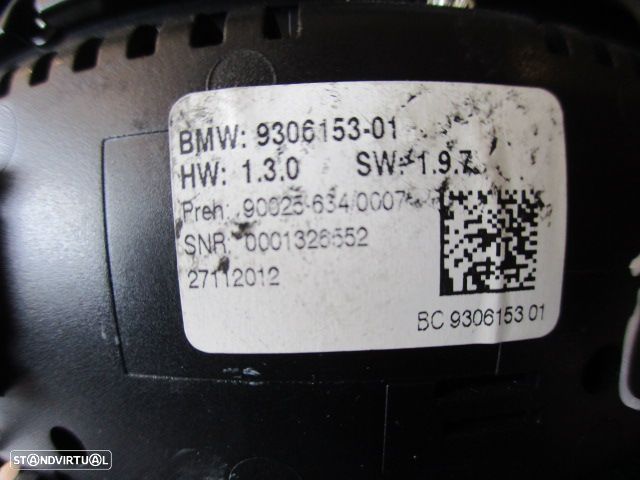 BMW: 9306153-01
HW: 1.3.0 SW: 1.9.7
Preh: 90025-634/0007
SNR: 0001326552
27112012
BC 9306153 01
STANDVIRTUAL